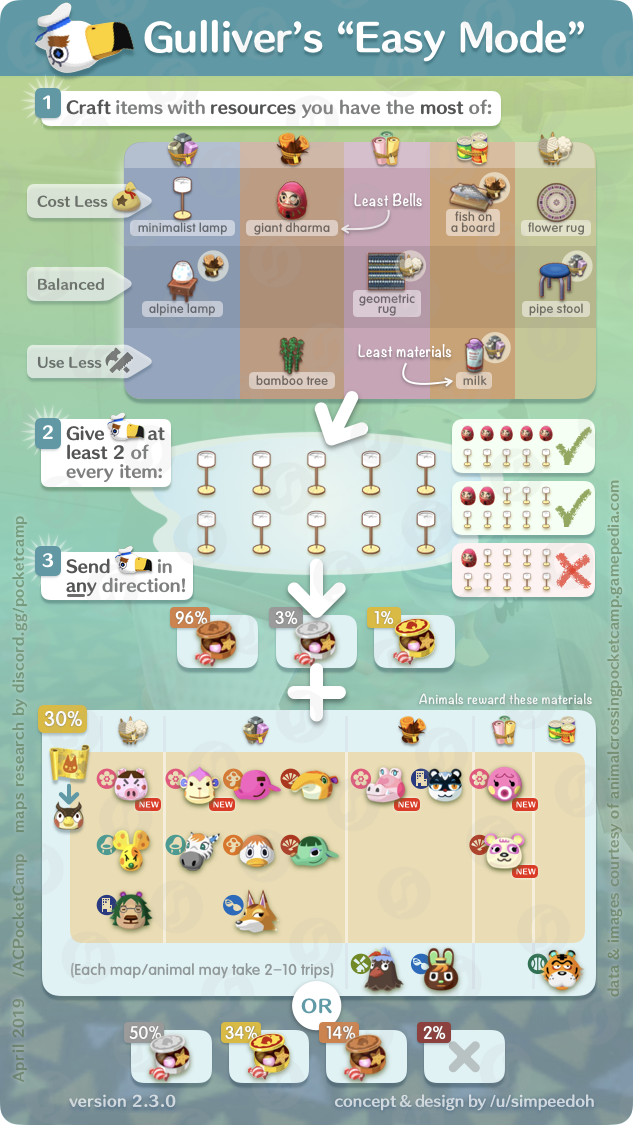 Gulliver's "Easy Mode"
1 Craft items with resources you have the most of:
Cost Less
minimalist lamp
giant dharma
Least Bells
fish on
a board
flower rug
Balanced
alpine lamp
geometric
rug
pipe stool
Use Less
bamboo tree
Least materials
milk
2 Give at
least 2 of
every item:
3 Send in
any direction!
96%
3%
1%
Animals reward these materials
30%
NEW
NEW
NEW
NEW
NEW
(Each map/animal may take 2–10 trips)
OR
50%
34%
14%
2%
version 2.3.0
concept & design by /u/simpeedoh
April 2019 /ACPocketCamp maps research by discord.gg/pocketcamp
data & images courtesy of animalcrossingpocketcamp.gamepedia.com